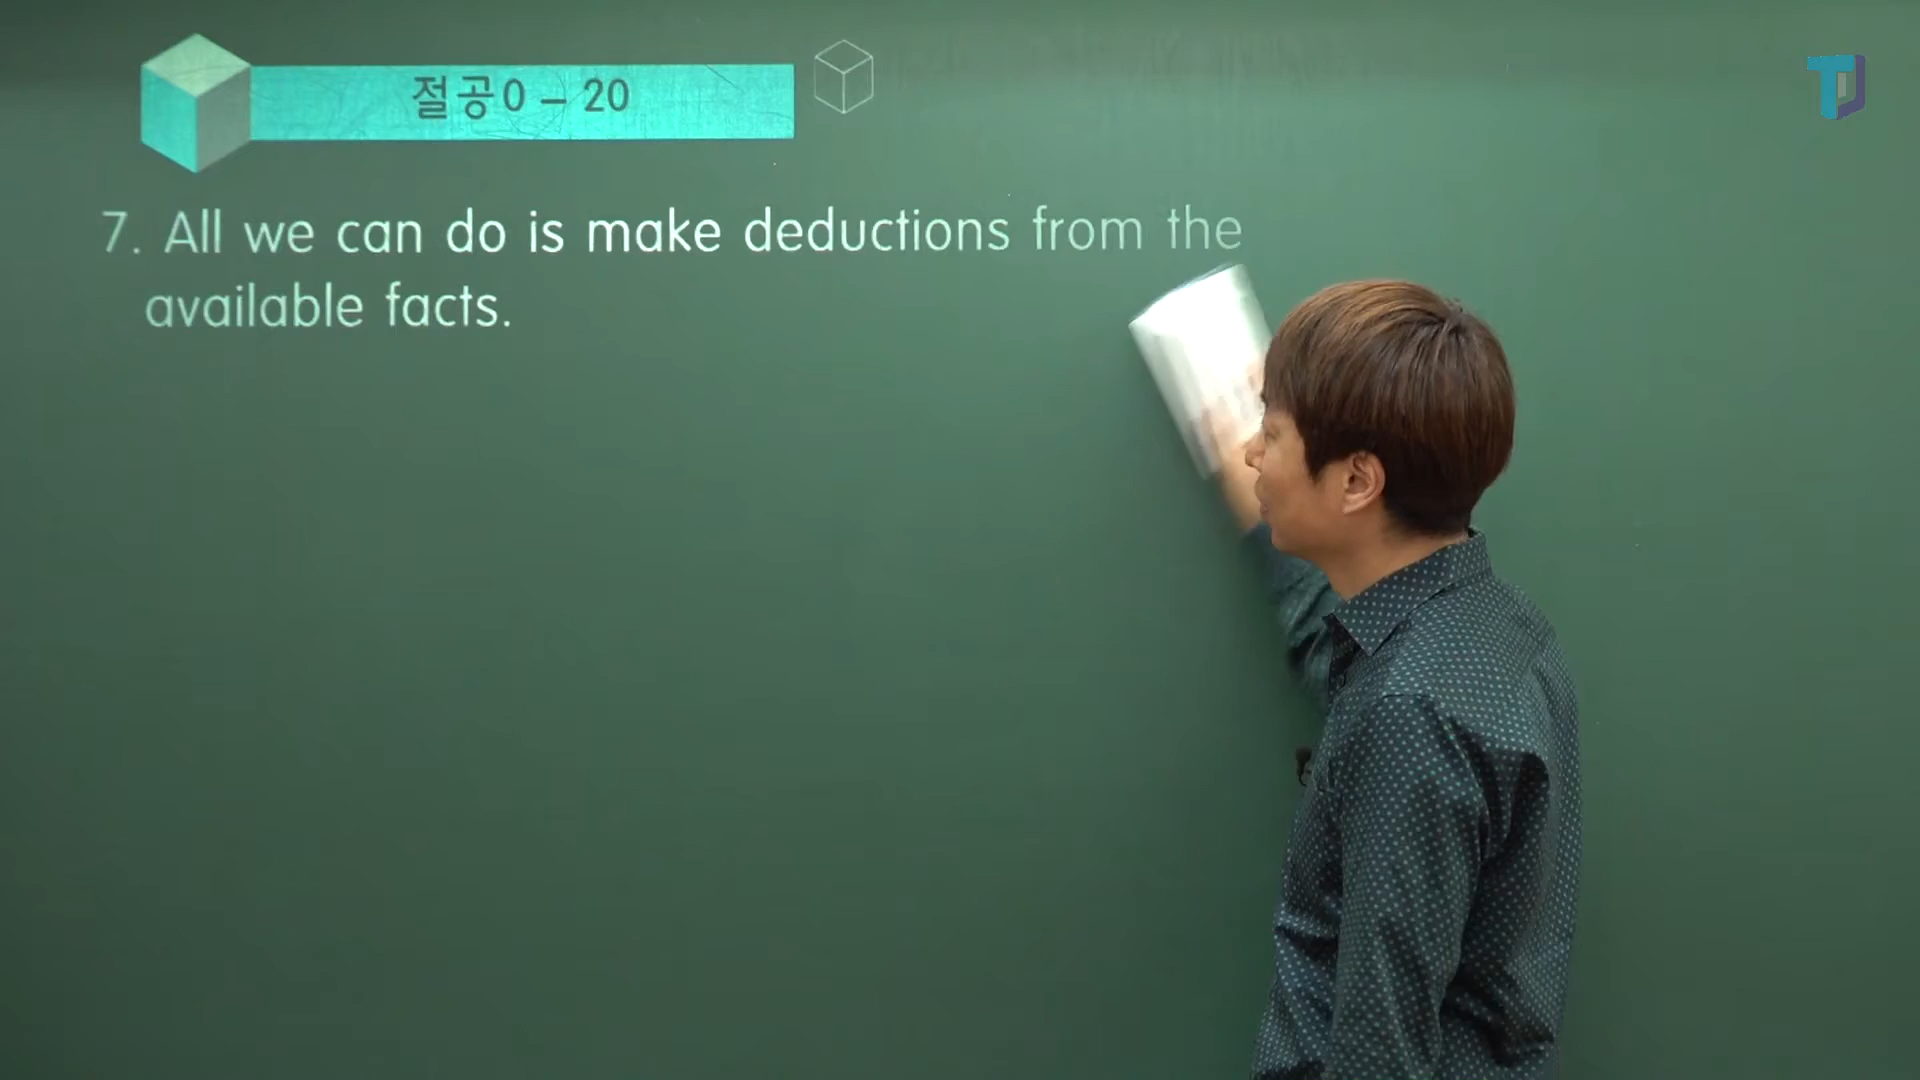 절공0 – 20
7. All we can do is make deductions from the
available facts.